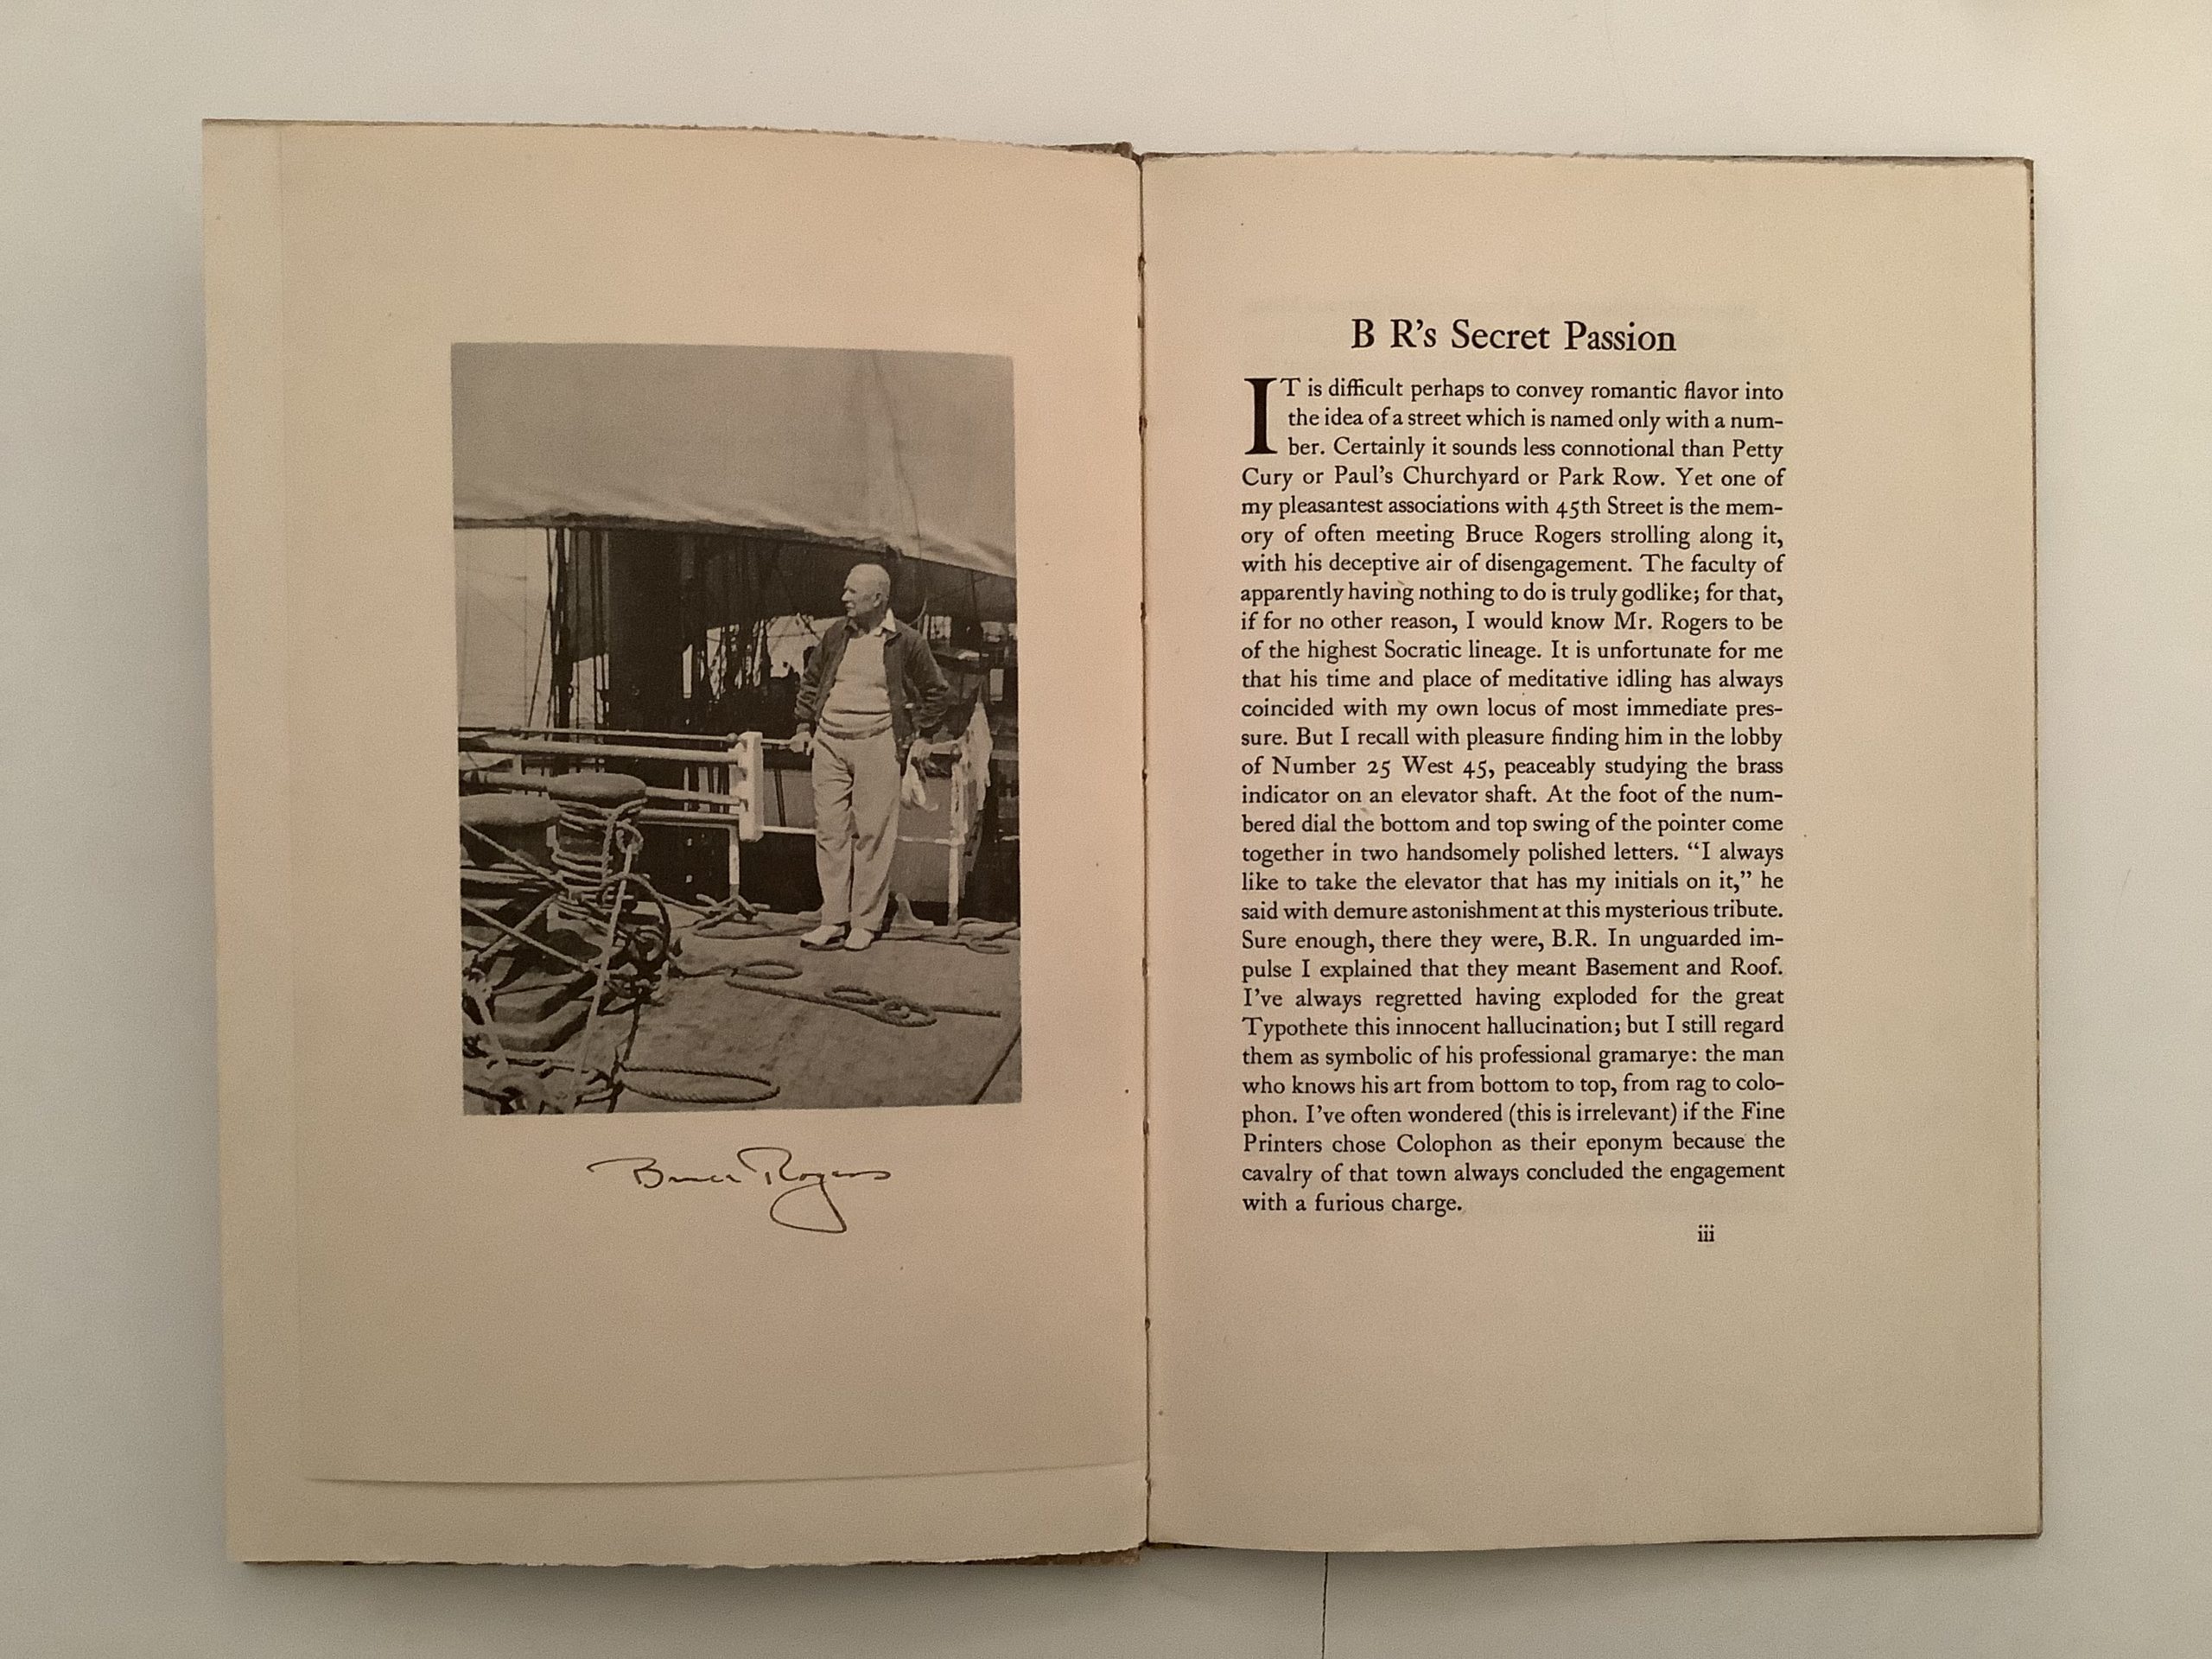 Bruce Rogers
B R's Secret Passion
IT is difficult perhaps to convey romantic flavor into
the idea of a street which is named only with a num-
ber. Certainly it sounds less connotional than Petty
Cury or Paul's Churchyard or Park Row. Yet one of
my pleasantest associations with 45th Street is the mem-
ory of often meeting Bruce Rogers strolling along it,
with his deceptive air of disengagement. The faculty of
apparently having nothing to do is truly godlike; for that,
if for no other reason, I would know Mr. Rogers to be
of the highest Socratic lineage. It is unfortunate for me
that his time and place of meditative idling has always
coincided with my own locus of most immediate pres-
sure. But I recall with pleasure finding him in the lobby
of Number 25 West 45, peaceably studying the brass
indicator on an elevator shaft. At the foot of the num-
bered dial the bottom and top swing of the pointer come
together in two handsomely polished letters. “I always
like to take the elevator that has my initials on it,” he
said with demure astonishment at this mysterious tribute.
Sure enough, there they were, B.R. In unguarded im-
pulse I explained that they meant Basement and Roof.
I've always regretted having exploded for the great
Typothete this innocent hallucination; but I still regard
them as symbolic of his professional gramarye: the man
who knows his art from bottom to top, from rag to colo-
phon. I've often wondered (this is irrelevant) if the Fine
Printers chose Colophon as their eponym because the
cavalry of that town always concluded the engagement
with a furious charge.
iii